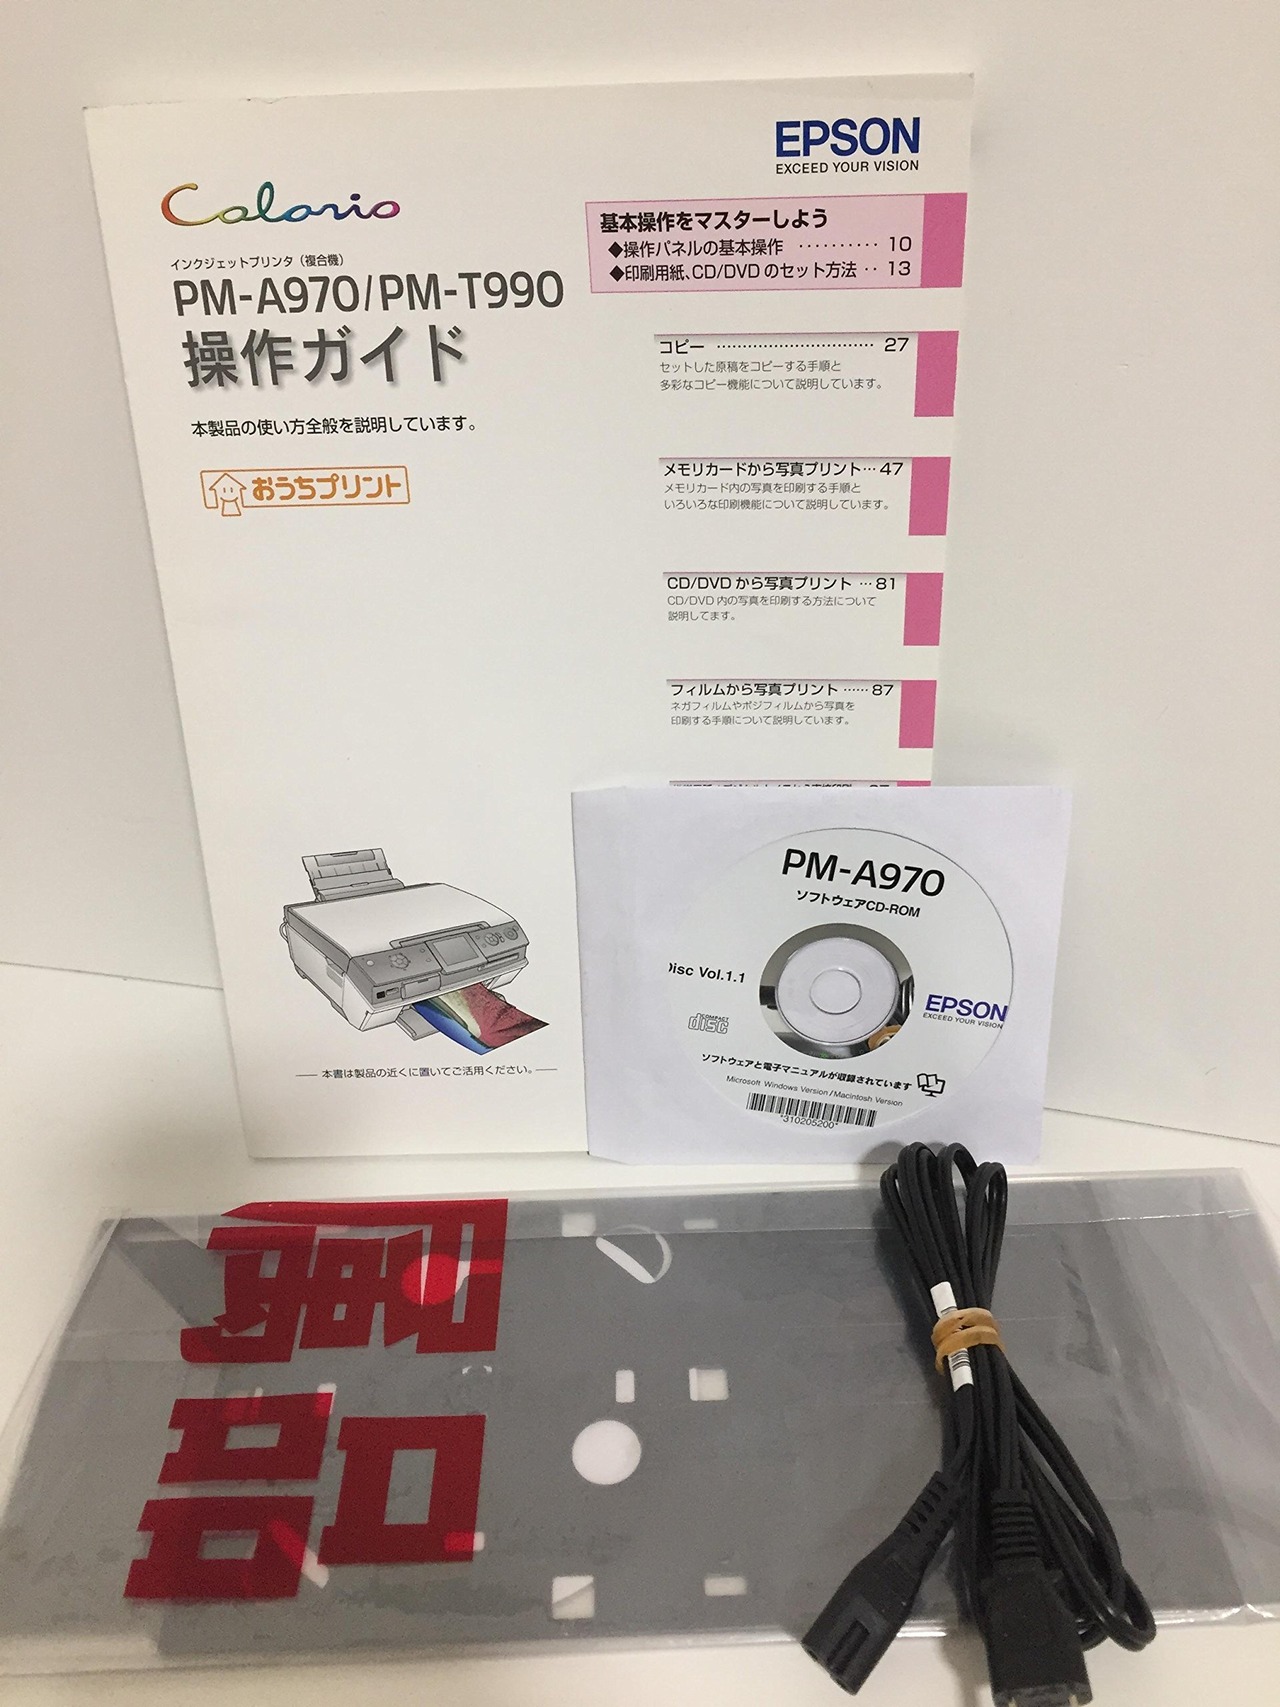 EPSON
EXCEED YOUR VISION
Colorio
インクジェットプリンタ（複合機）
PM-A970/PM-T990
操作ガイド
本製品の使い方全般を説明しています。
おうちプリント
基本操作をマスターしよう
◆操作パネルの基本操作 ‥‥‥‥‥ 10
◆印刷用紙、CD/DVD のセット方法 ‥ 13
コピー ‥‥‥‥‥‥‥‥‥‥‥‥‥‥ 27
セットした原稿をコピーする手順と
多彩なコピー機能について説明しています。
メモリカードから写真プリント… 47
メモリカード内の写真を印刷する手順と
いろいろな印刷機能について説明しています。
CD/DVD から写真プリント … 81
CD/DVD 内の写真を印刷する方法について
説明してます。
フィルムから写真プリント …… 87
ネガフィルムやポジフィルムから写真を
印刷する手順について説明しています。
本書は製品の近くに置いてご活用ください。
PM-A970
ソフトウェアCD-ROM
Disc Vol.1.1
COMPACT
disc
EPSON
EXCEED YOUR VISION
ソフトウェアと電子マニュアルが収録されています
Microsoft Windows Version / Macintosh Version
*310205200*